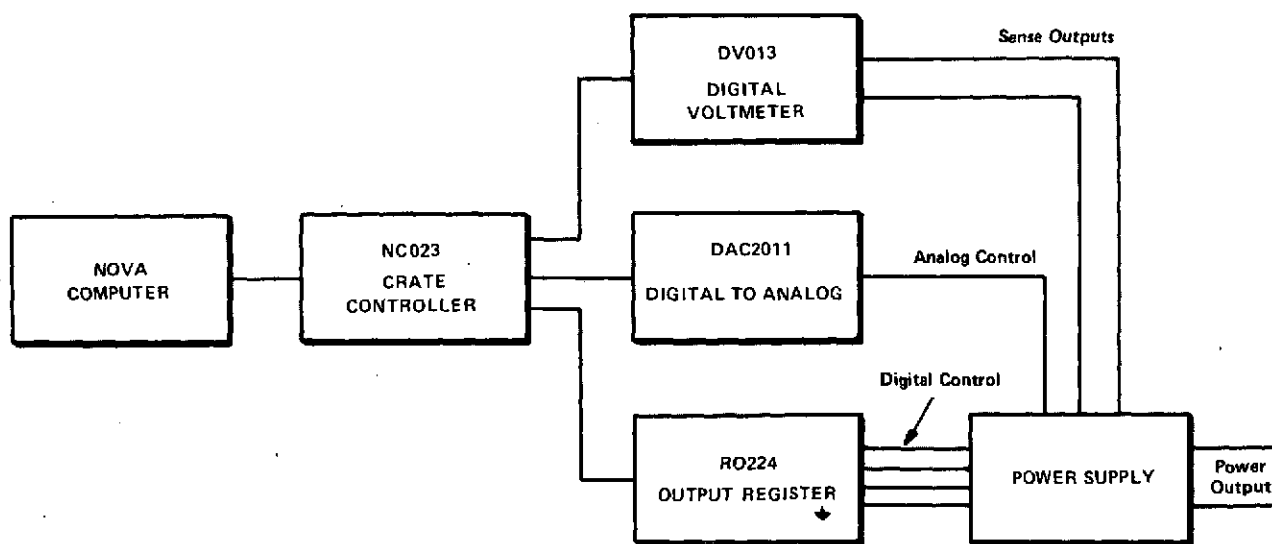 Sense Outputs
DV013
DIGITAL
VOLTMETER
NOVA
COMPUTER
NC023
CRATE
CONTROLLER
DAC2011
DIGITAL TO ANALOG
Analog Control
Digital Control
RO224
OUTPUT REGISTER
POWER SUPPLY
Power
Output